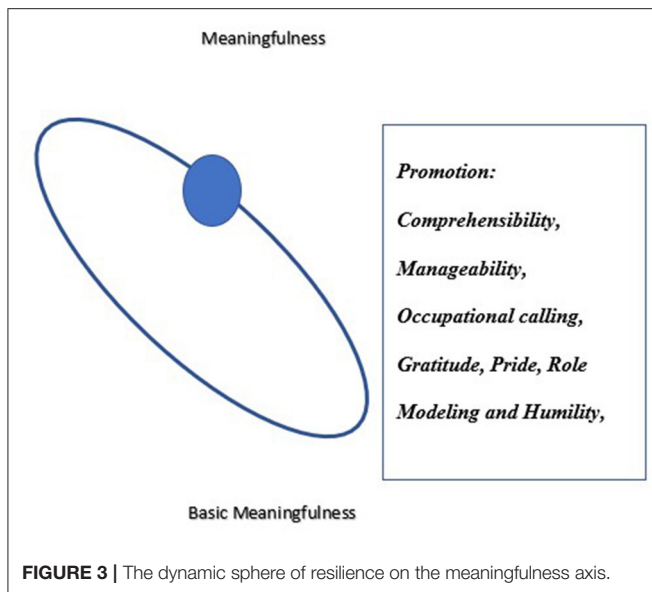 Meaningfulness
Promotion:
Comprehensibility,
Manageability,
Occupational calling,
Gratitude, Pride, Role
Modeling and Humility,
Basic Meaningfulness
FIGURE 3 | The dynamic sphere of resilience on the meaningfulness axis.